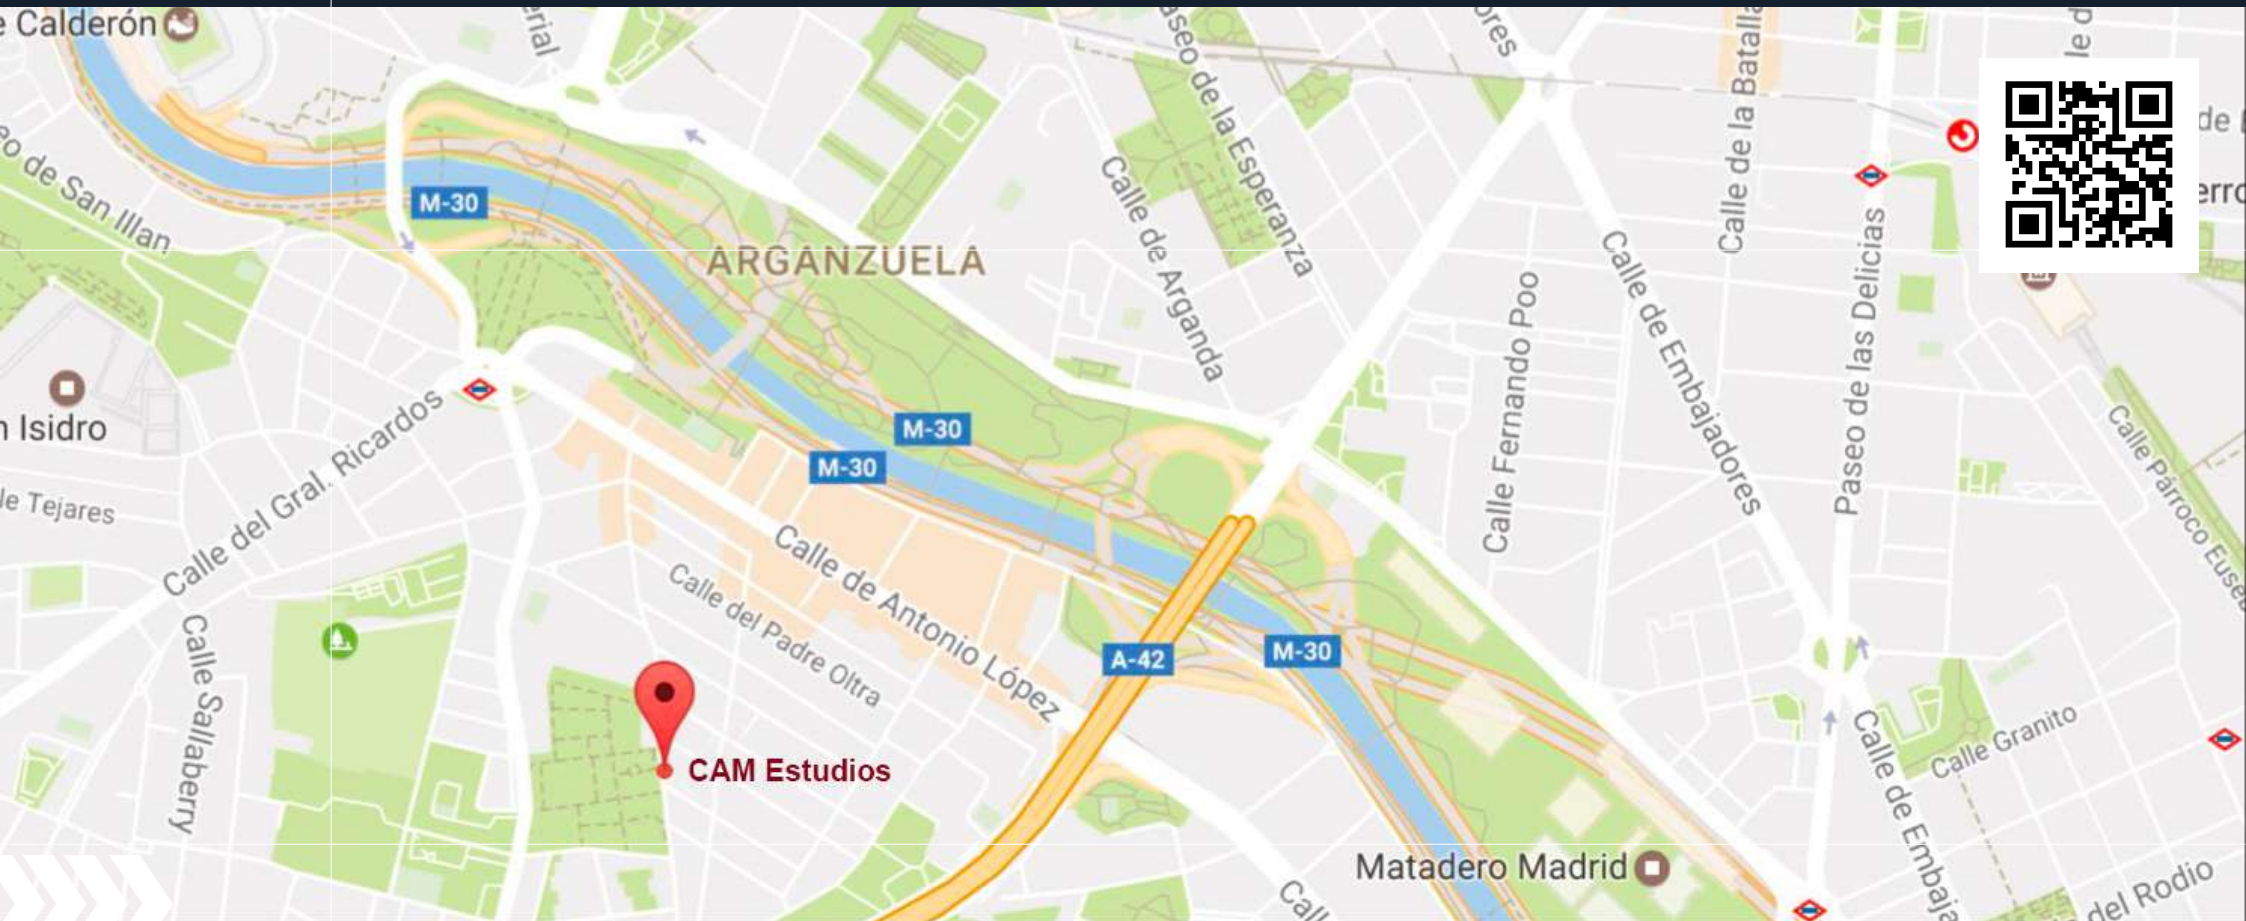 Calderón
M-30
ARGANZUELA
Paseo de la Esperanza
Calle de Arganda
Calle de la Batalla
Paseo de las Delicias
Calle de Embajadores
Calle Fernando Poo
Calle Párroco Euse
de San Illan
Isidro
Calle del Gral. Ricardos
Tejares
M-30
M-30
Calle de Antonio López
Calle del Padre Oltra
Calle Sallaberry
A-42
M-30
CAM Estudios
Calle Granito
Calle de Embaja
Matadero Madrid
del Rodio